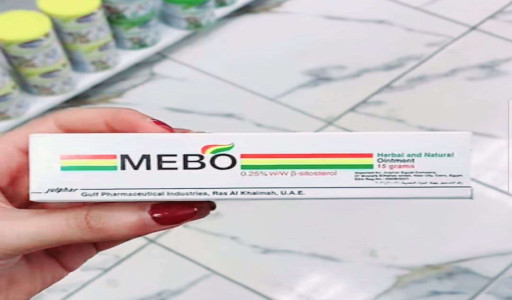 MEBO
0.25% w/w β-sitosterol
Herbal and Natural
Ointment
15 grams
julphar
Gulf Pharmaceutical Industries, Ras Al Khaimah, U.A.E.